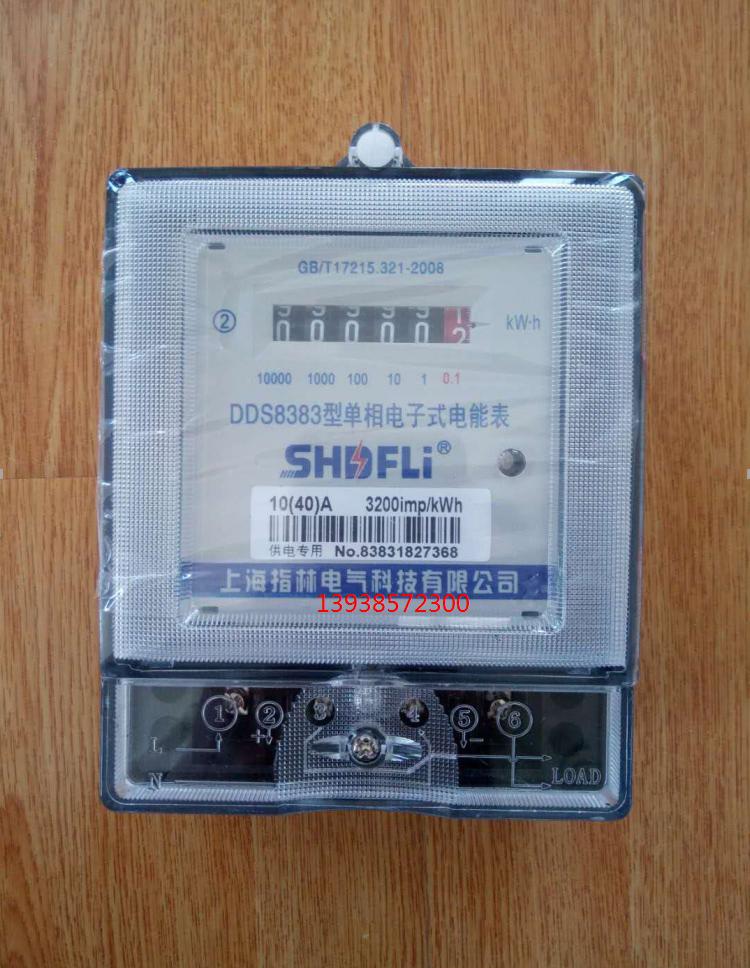 GB/T17215.321-2008
②
kW·h
10000 1000 100 10 1 0.1
DDS8383型单相电子式电能表
SHDFLi®
10(40)A 3200imp/kWh
供电专用 No.83831827368
上海指林电气科技有限公司
13938572300
① ② ③ ④ ⑤ ⑥
+ -
L
N
LOAD